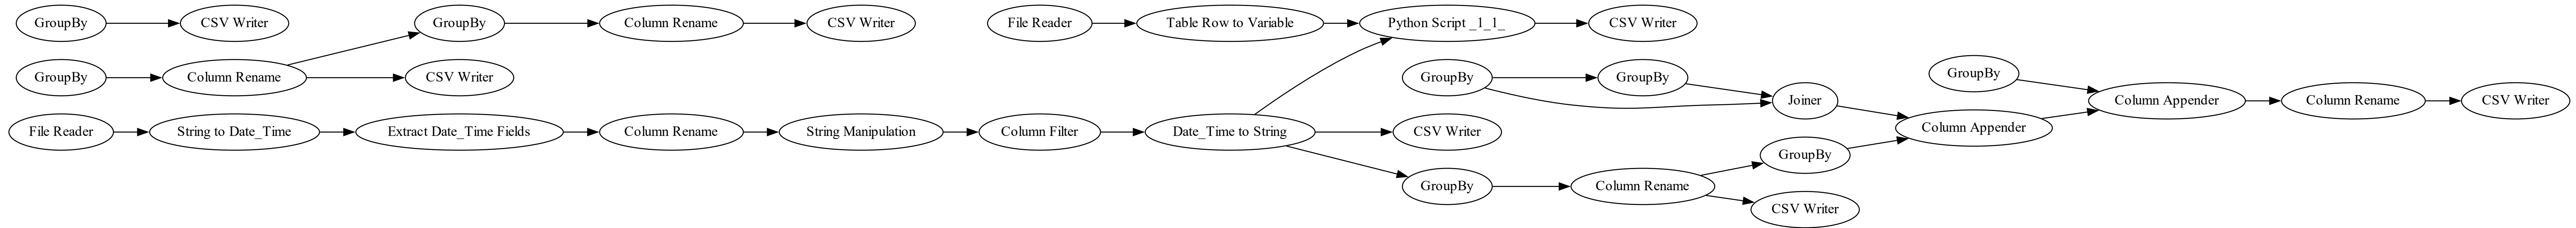 GroupBy
CSV Writer
GroupBy
Column Rename
CSV Writer
File Reader
Table Row to Variable
Python Script _1_1_
CSV Writer
GroupBy
Column Rename
CSV Writer
GroupBy
GroupBy
Joiner
GroupBy
Column Appender
Column Rename
CSV Writer
File Reader
String to Date_Time
Extract Date_Time Fields
Column Rename
String Manipulation
Column Filter
Date_Time to String
CSV Writer
Column Appender
GroupBy
GroupBy
Column Rename
CSV Writer